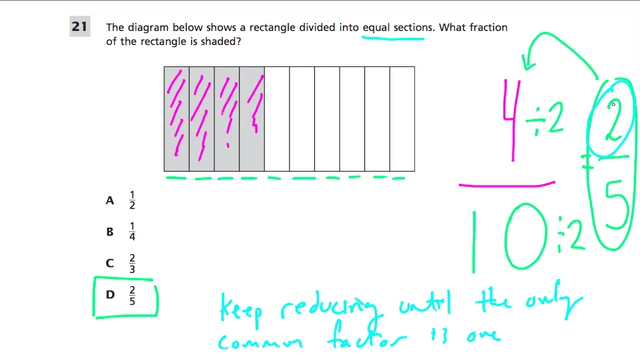 21 The diagram below shows a rectangle divided into equal sections. What fraction
of the rectangle is shaded?
4 ÷2
10 ÷2
= 2/5
A 1/2
B 1/4
C 2/3
D 2/5
keep reducing until the only
common factor is one